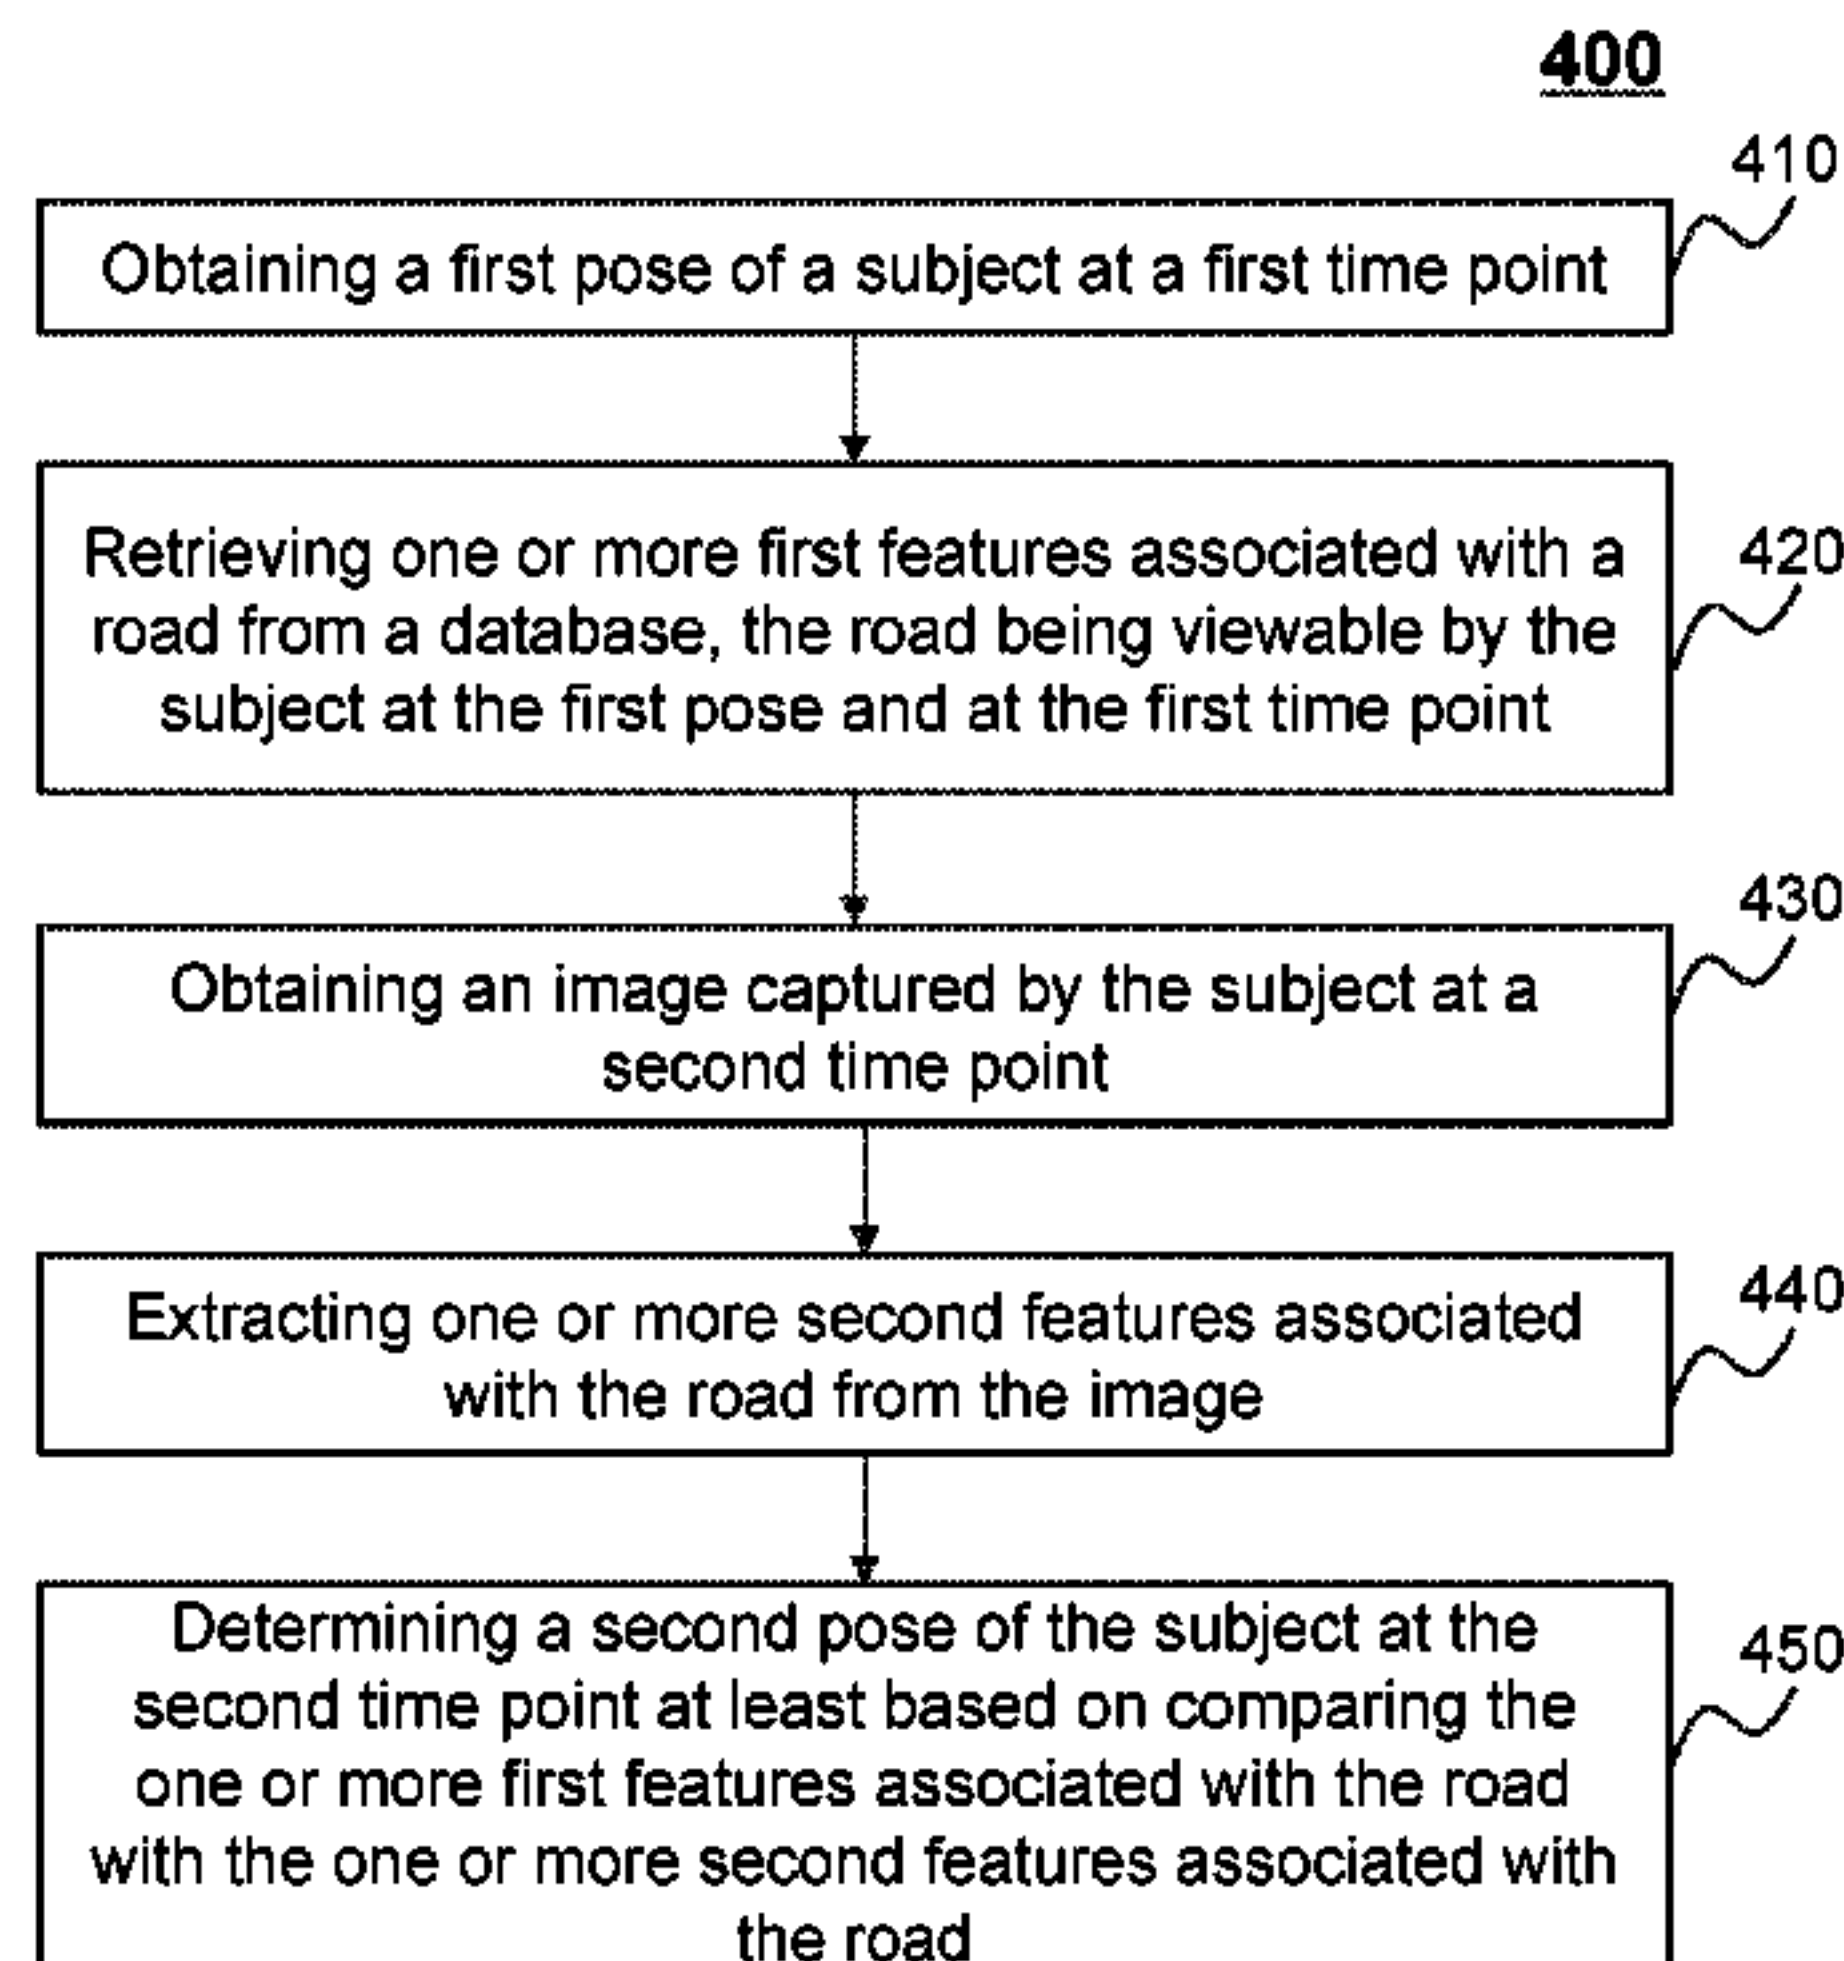 400
410
Obtaining a first pose of a subject at a first time point
Retrieving one or more first features associated with a
road from a database, the road being viewable by the
subject at the first pose and at the first time point
420
430
Obtaining an image captured by the subject at a
second time point
440
Extracting one or more second features associated
with the road from the image
Determining a second pose of the subject at the
second time point at least based on comparing the
one or more first features associated with the road
with the one or more second features associated with
the road
450